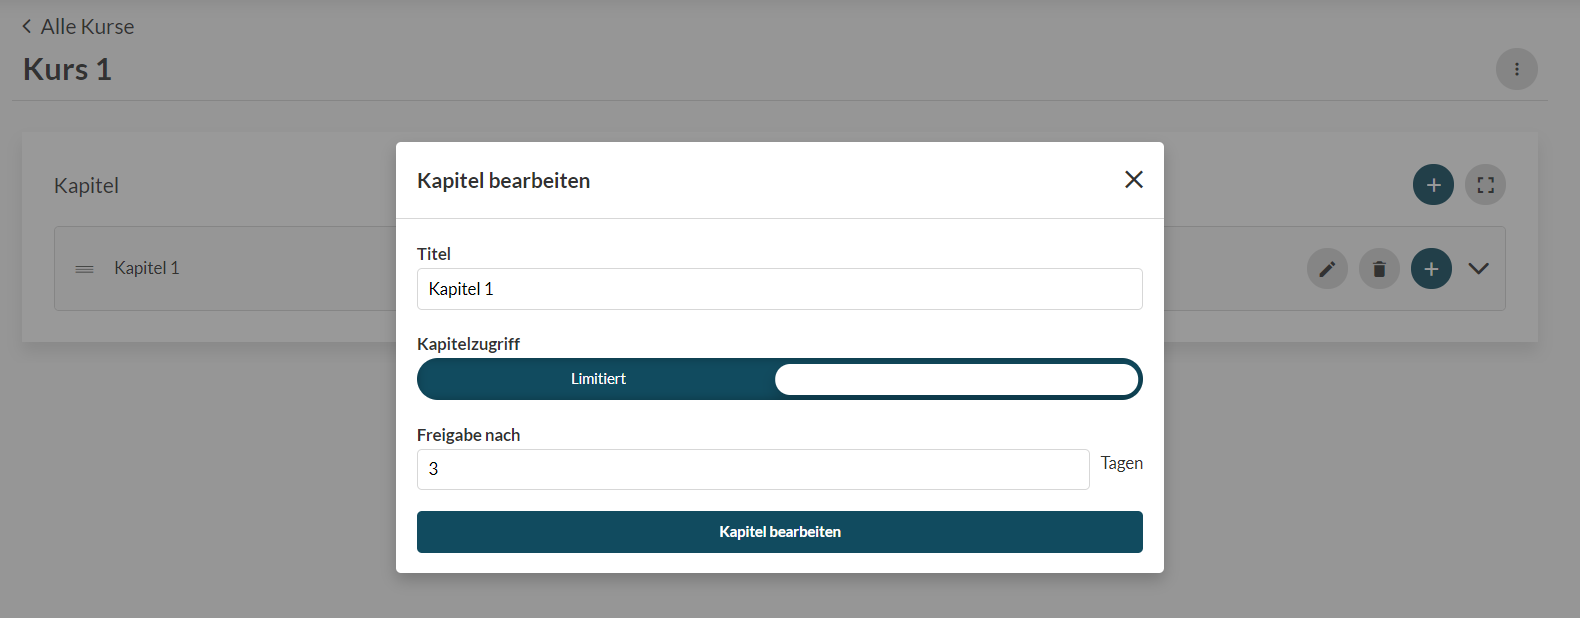 Alle Kurse
Kurs 1
Kapitel
Kapitel 1
Kapitel bearbeiten
Titel
Kapitel 1
Kapitelzugriff
Limitiert
Freigabe nach
3
Tagen
Kapitel bearbeiten